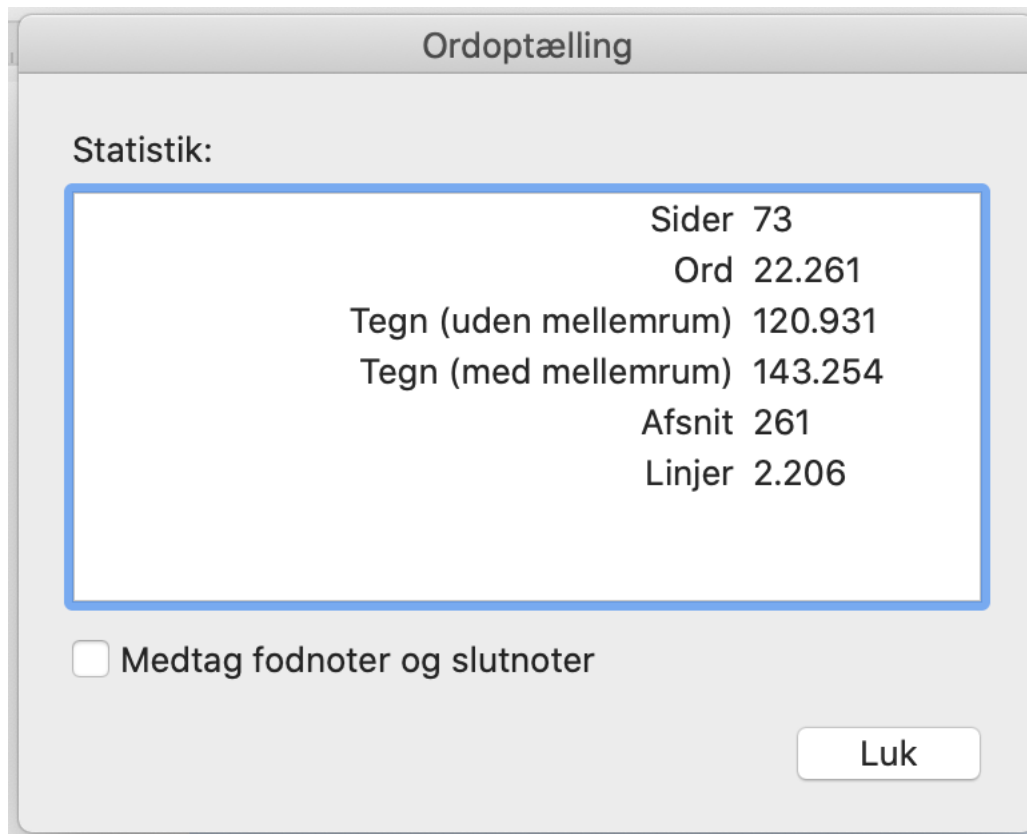 Ordoptælling
Statistik:
Sider 73
Ord 22.261
Tegn (uden mellemrum) 120.931
Tegn (med mellemrum) 143.254
Afsnit 261
Linjer 2.206
Medtag fodnoter og slutnoter
Luk